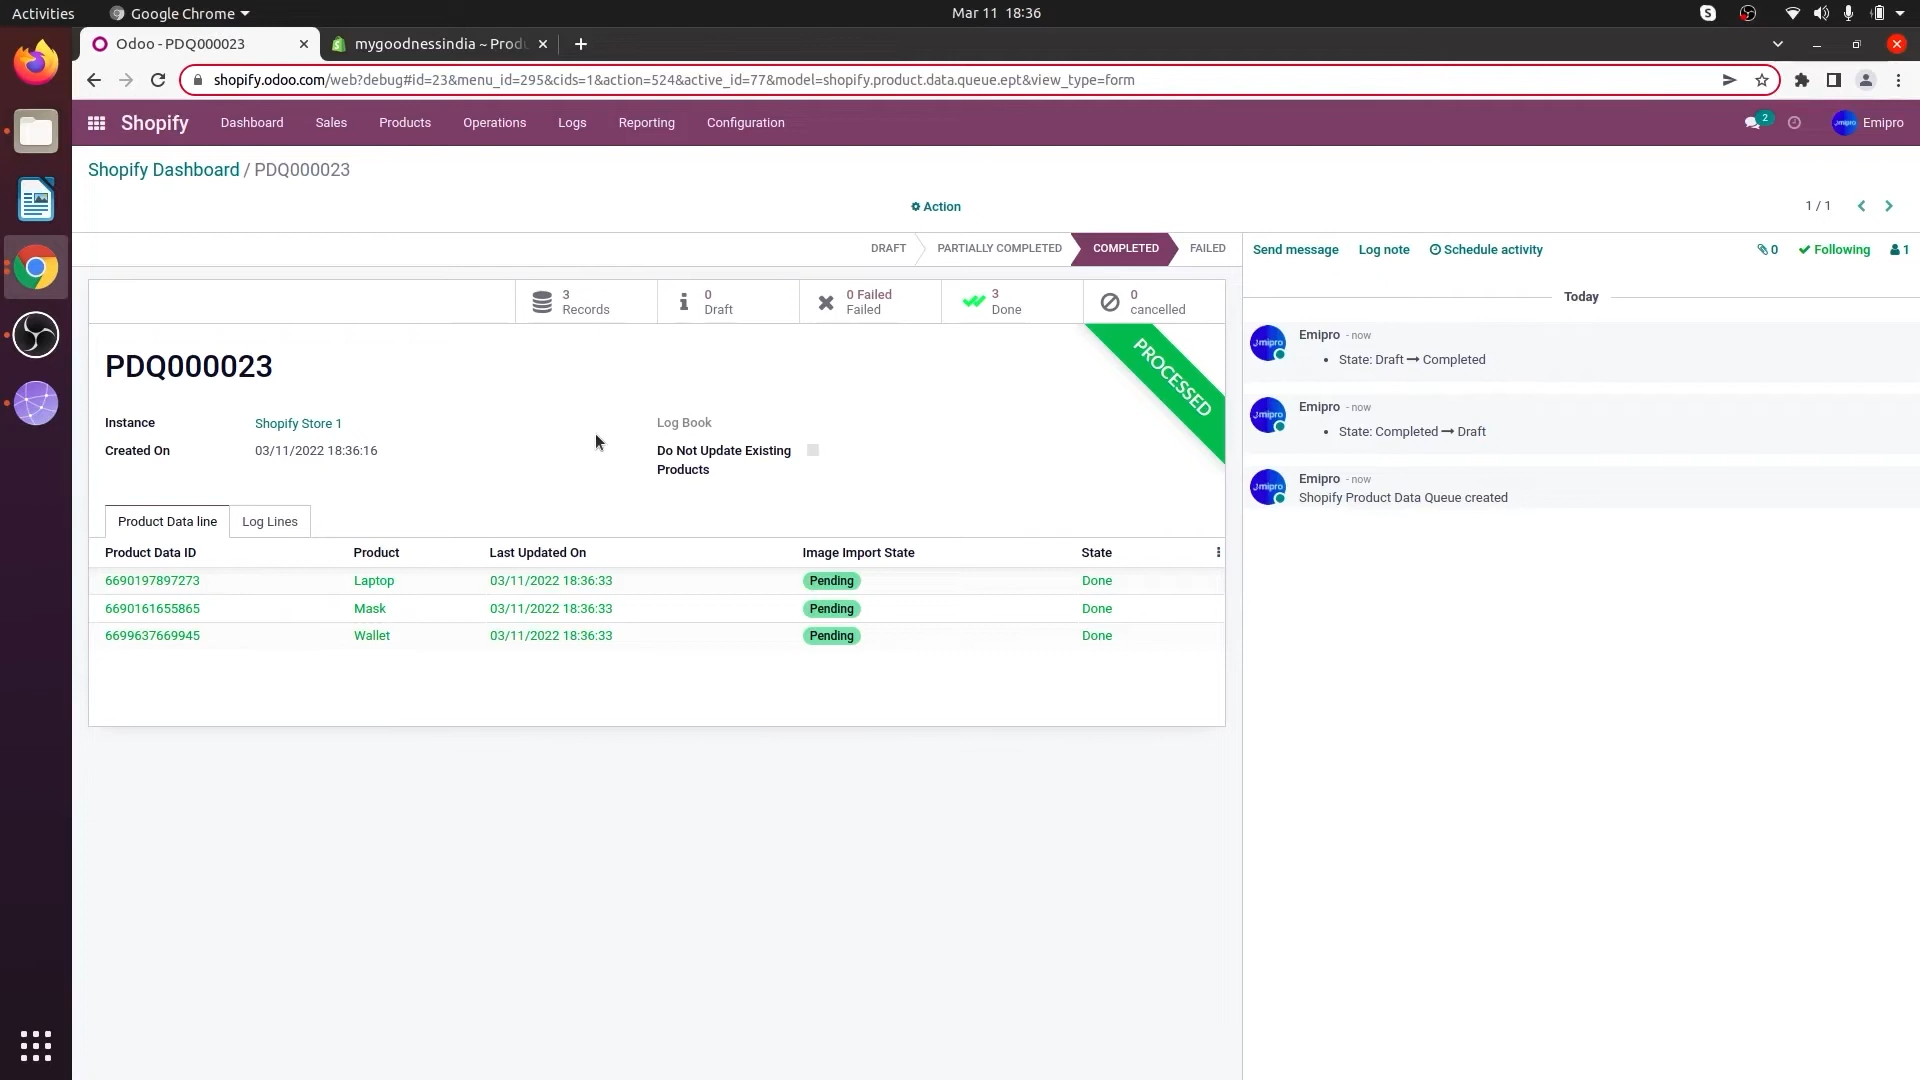 Activities
Google Chrome
Mar 11 18:36
Odoo - PDQ000023
mygoodnessindia ~ Prod
shopify.odoo.com/web?debug#id=23&menu_id=295&cids=1&action=524&active_id=77&model=shopify.product.data.queue.ept&view_type=form
Shopify
Dashboard
Sales
Products
Operations
Logs
Reporting
Configuration
2
Emipro
Shopify Dashboard / PDQ000023
Action
1 / 1
DRAFT
PARTIALLY COMPLETED
COMPLETED
FAILED
Send message
Log note
Schedule activity
0
Following
1
3
Records
0
Draft
0 Failed
Failed
3
Done
0
cancelled
Today
PROCESSED
PDQ000023
Instance
Shopify Store 1
Created On
03/11/2022 18:36:16
Log Book
Do Not Update Existing
Products
Emipro - now
• State: Draft → Completed
Emipro - now
• State: Completed → Draft
Emipro - now
Shopify Product Data Queue created
Product Data line
Log Lines
Product Data ID
Product
Last Updated On
Image Import State
State
6690197897273
Laptop
03/11/2022 18:36:33
Pending
Done
6690161655865
Mask
03/11/2022 18:36:33
Pending
Done
6699637669945
Wallet
03/11/2022 18:36:33
Pending
Done